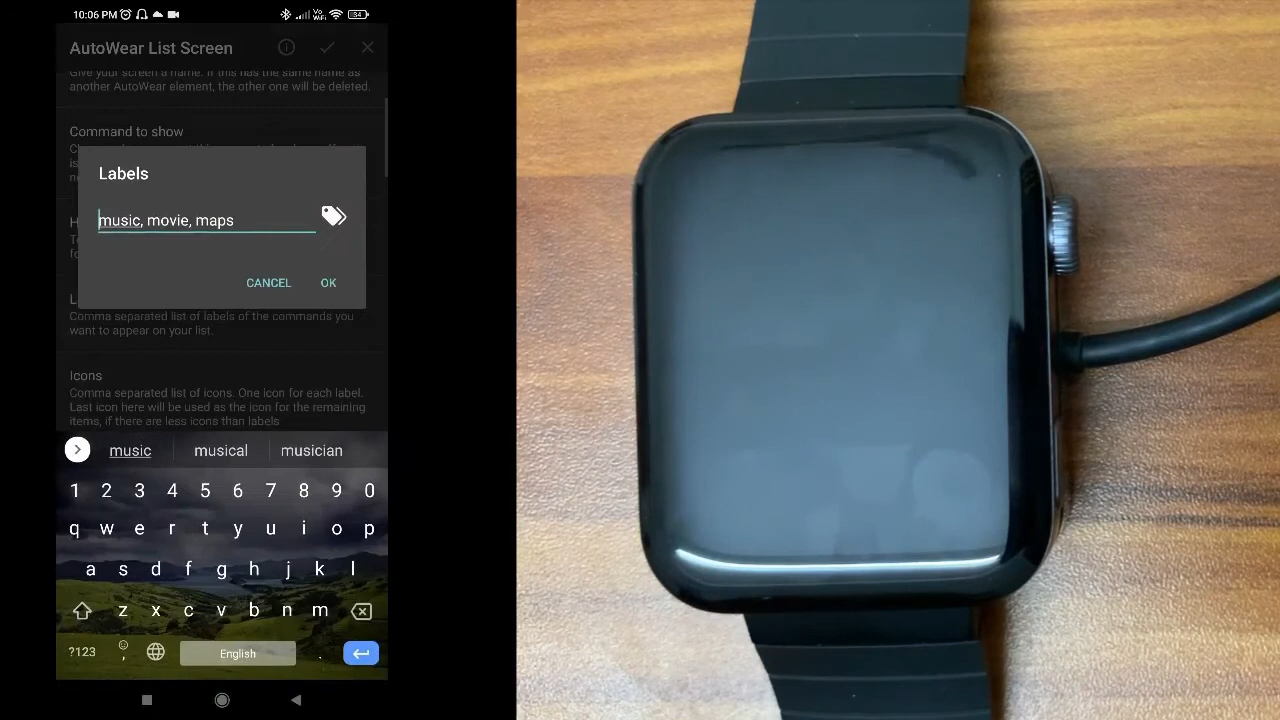 10:06 PM
Vo
WiFi
34
AutoWear List Screen
Give your screen a name. If this has the same name as
another AutoWear element, the other one will be deleted.
Command to show
Labels
music, movie, maps
CANCEL OK
Comma separated list of labels of the commands you
want to appear on your list.
Icons
Comma separated list of icons. One icon for each label.
Last icon here will be used as the icon for the remaining
items, if there are less icons than labels
music musical musician
1 2 3 4 5 6 7 8 9 0
q w e r t y u i o p
a s d f g h j k l
z x c v b n m
?123 , English .